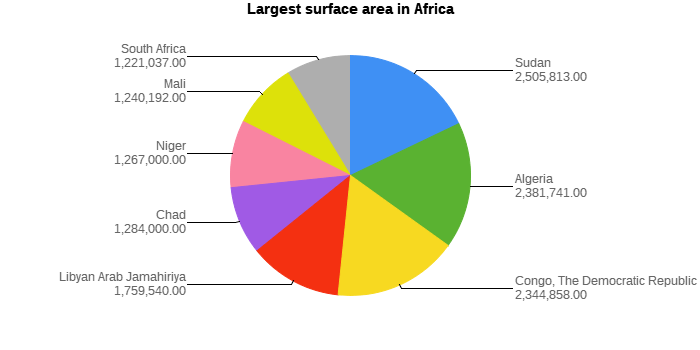 Largest surface area in Africa
Sudan
2,505,813.00
Algeria
2,381,741.00
Congo, The Democratic Republic
2,344,858.00
Libyan Arab Jamahiriya
1,759,540.00
Chad
1,284,000.00
Niger
1,267,000.00
Mali
1,240,192.00
South Africa
1,221,037.00